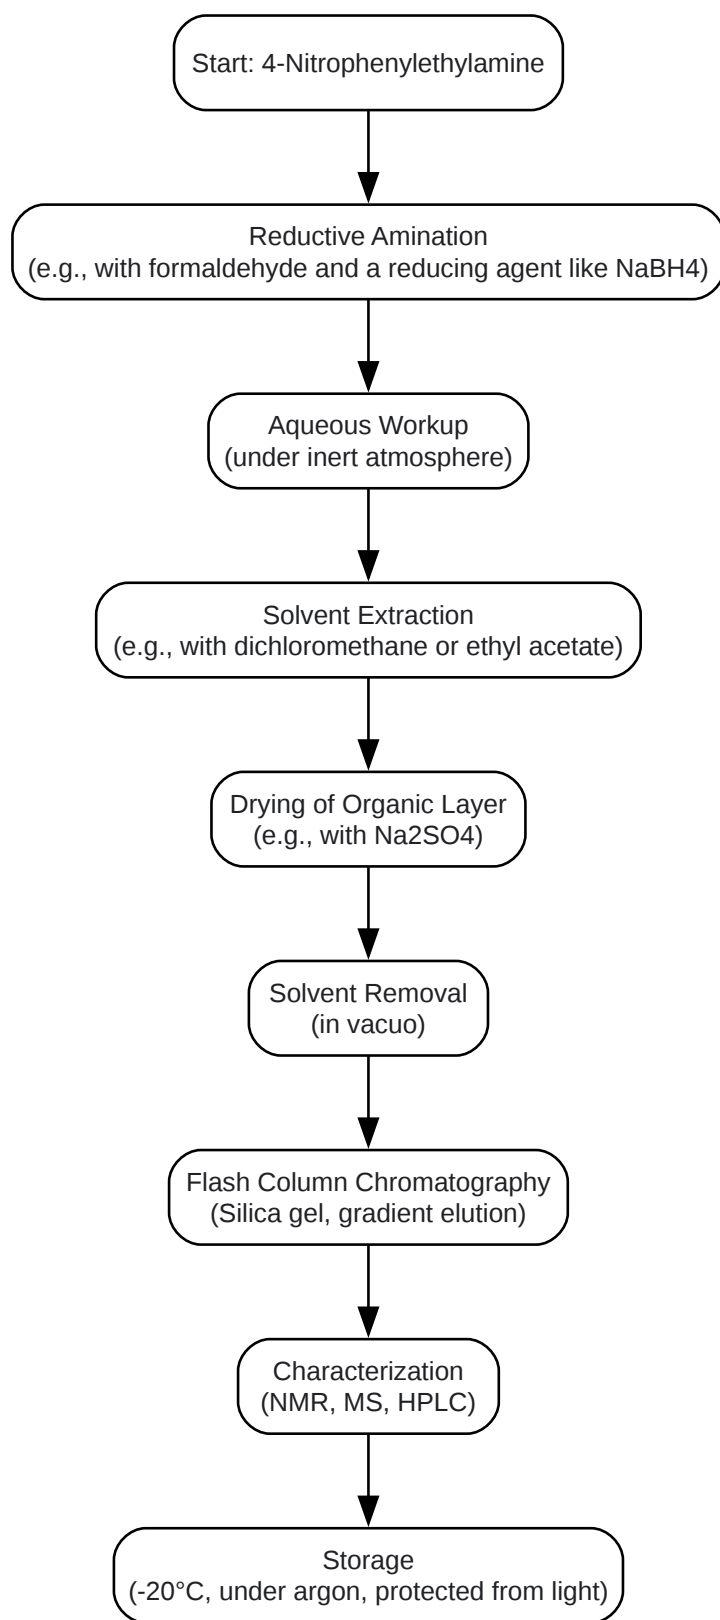 Start: 4-Nitrophenylethylamine
Reductive Amination
(e.g., with formaldehyde and a reducing agent like NaBH4)
Aqueous Workup
(under inert atmosphere)
Solvent Extraction
(e.g., with dichloromethane or ethyl acetate)
Drying of Organic Layer
(e.g., with Na2SO4)
Solvent Removal
(in vacuo)
Flash Column Chromatography
(Silica gel, gradient elution)
Characterization
(NMR, MS, HPLC)
Storage
(-20°C, under argon, protected from light)